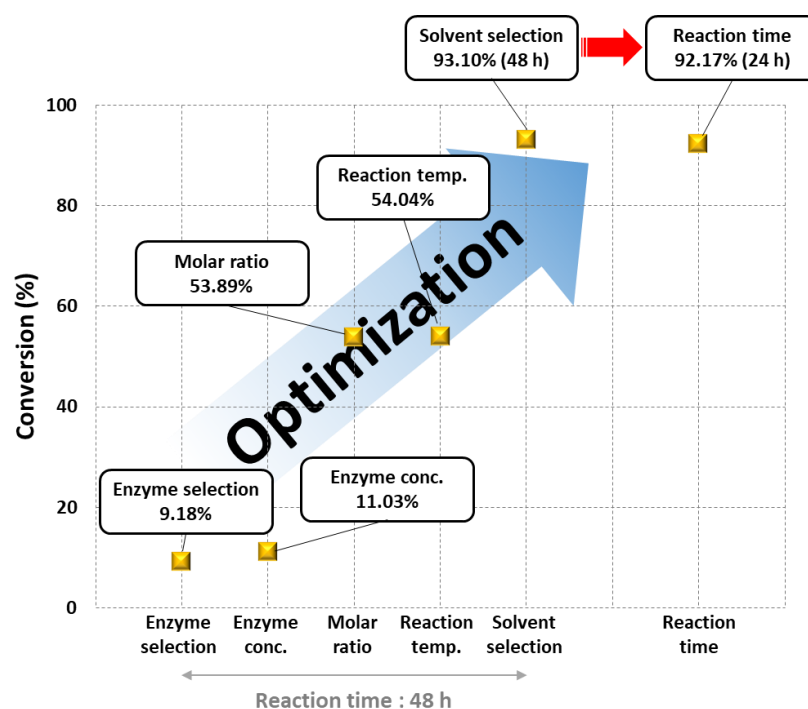 Solvent selection
93.10% (48 h)
Reaction time
92.17% (24 h)
Reaction temp.
54.04%
Molar ratio
53.89%
Enzyme selection
9.18%
Enzyme conc.
11.03%
Optimization
Conversion (%)
100
80
60
40
20
0
Enzyme
selection
Enzyme
conc.
Molar
ratio
Reaction
temp.
Solvent
selection
Reaction
time
Reaction time : 48 h